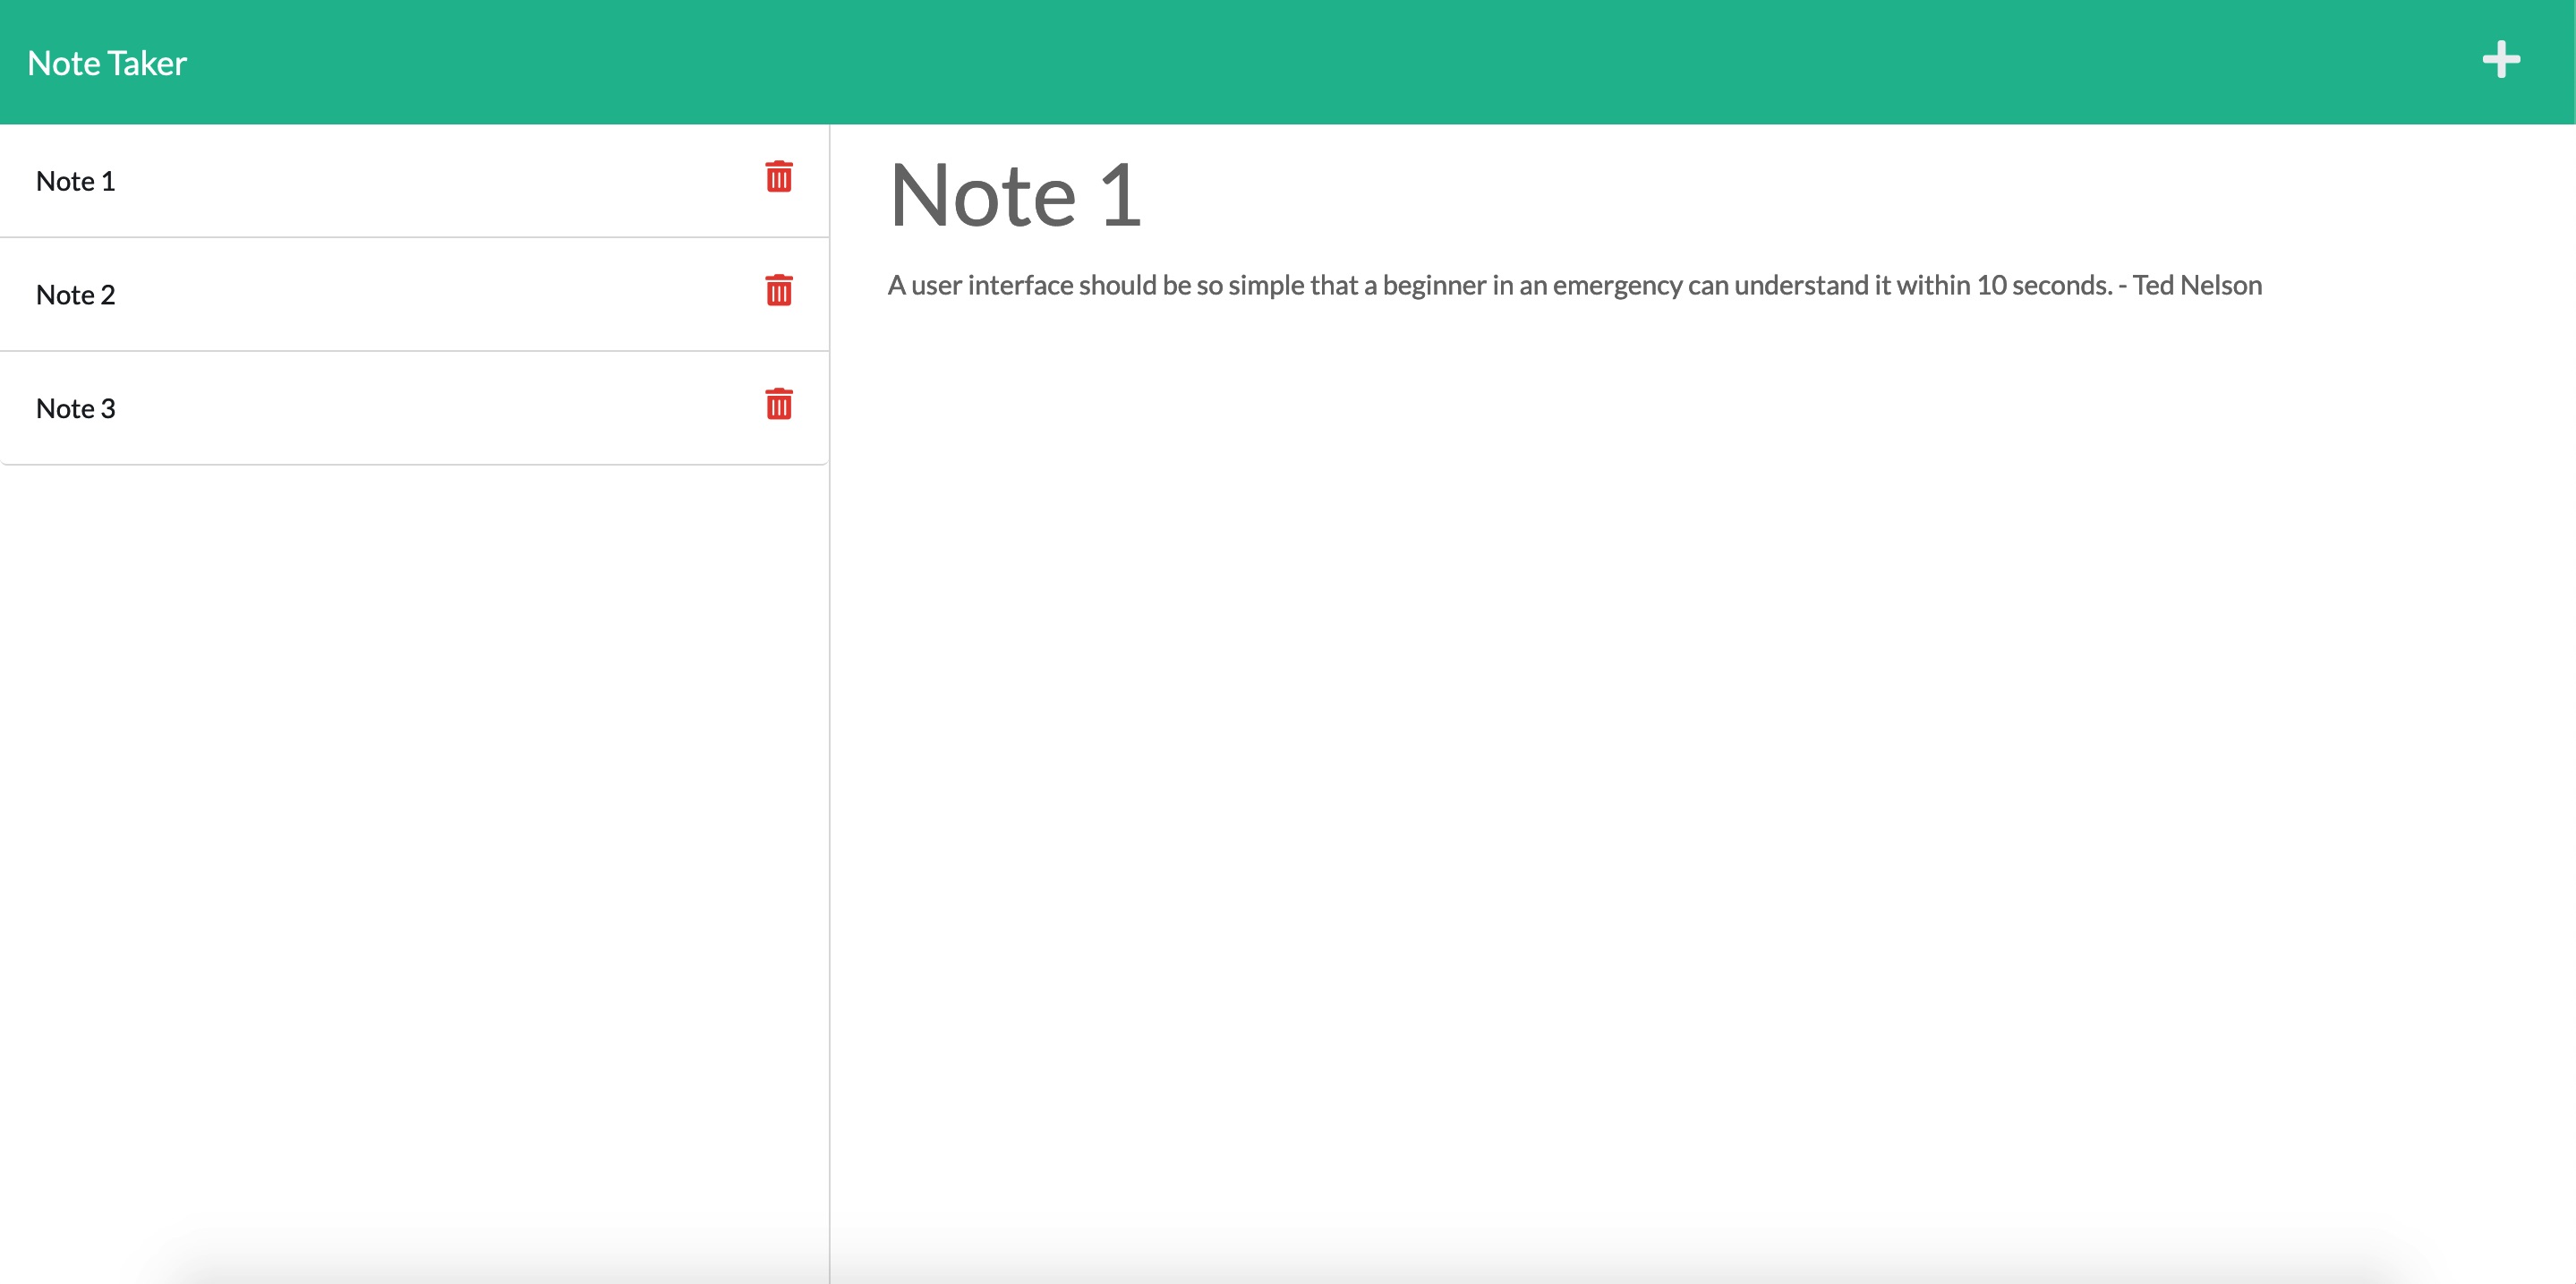 Note Taker
Note 1
Note 2
Note 3
Note 1
A user interface should be so simple that a beginner in an emergency can understand it within 10 seconds. - Ted Nelson